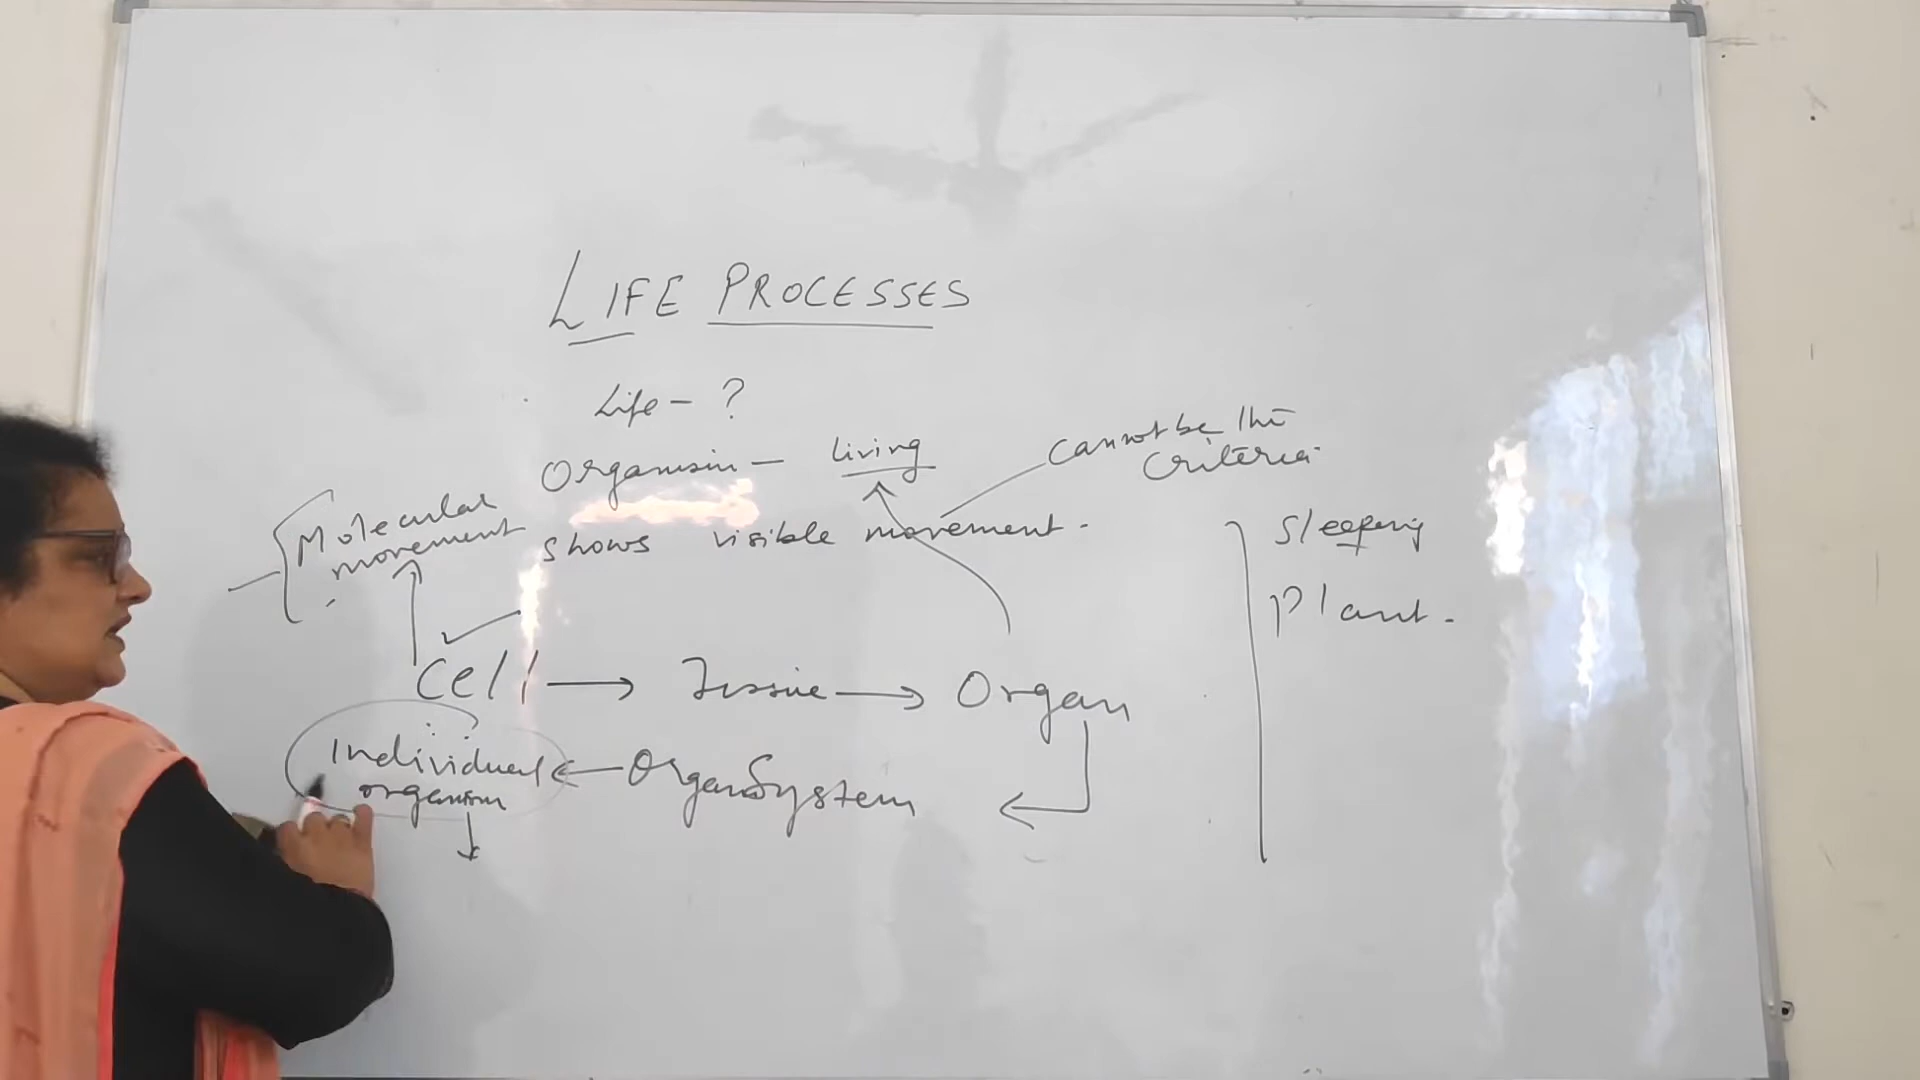 LIFE PROCESSES
Life - ?
Organism - living
cannot be the
criteria.
Molecular
movement
shows visible movement.
Sleeping
Plant.
Cell → Tissue → Organ
Individual ← Organ System
organism